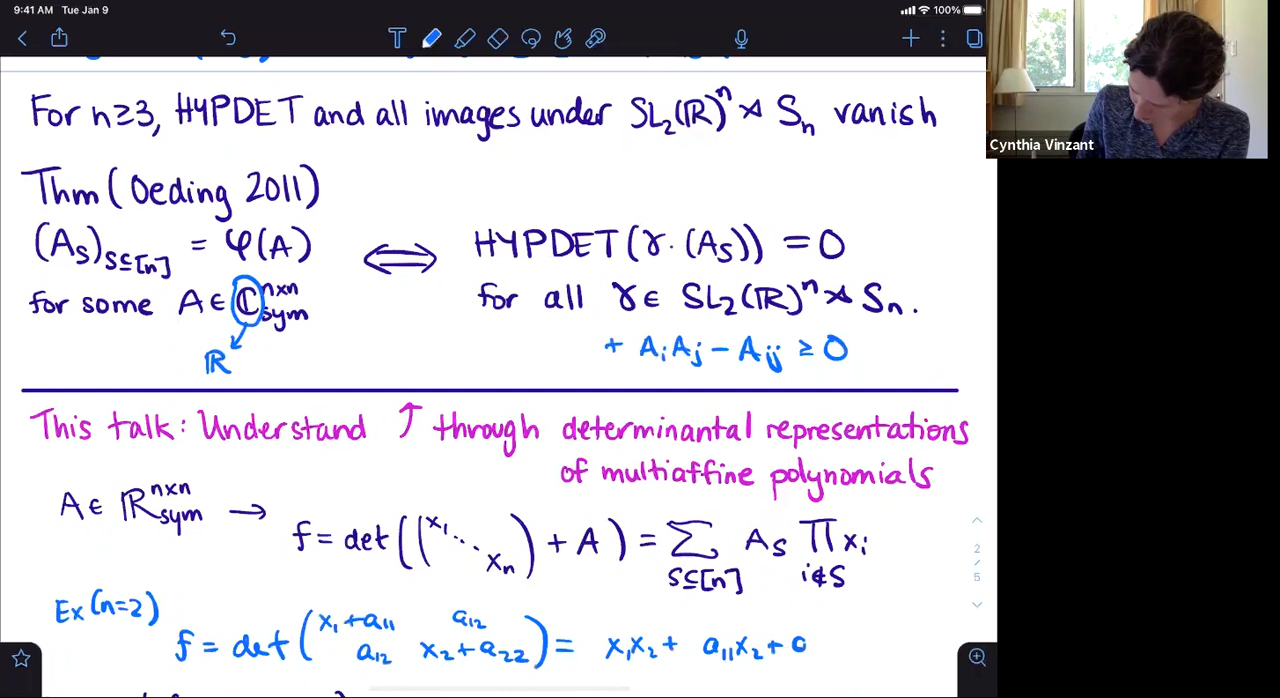 9:41 AM Tue Jan 9
100%
For n≥3, HYPDET and all images under SL₂(ℝ)ⁿ ⋊ Sₙ vanish
Cynthia Vinzant
Thm (Oeding 2011)
(A_S)_{S⊆[n]} = φ(A) ⟺ HYPDET(γ·(A_S)) = 0
for some A∈ ℂ^{n×n}_{sym} for all γ∈ SL₂(ℝ)ⁿ ⋊ Sₙ.
ℝ + AᵢAⱼ − Aᵢⱼ ≥ 0
This talk: Understand ↑ through determinantal representations
of multiaffine polynomials
A∈ ℝ^{n×n}_{sym} → f = det((x₁ ⋱ xₙ) + A) = ∑_{S⊆[n]} A_S ∏_{i∉S} xᵢ
2
/
5
Ex (n=2)
f = det(x₁+a₁₁ a₁₂
a₁₂ x₂+a₂₂) = x₁x₂ + a₁₁x₂ +